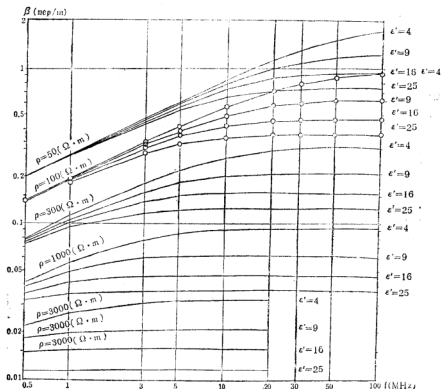 β (nep/m)
2
1
0.5
0.2
0.1
0.05
0.02
0.01
ρ=50(Ω·m)
ρ=100(Ω·m)
ρ=300(Ω·m)
ρ=1000(Ω·m)
ρ=3000(Ω·m)
ρ=3000(Ω·m)
ρ=3000(Ω·m)
ε'=4
ε'=9
ε'=16 ε'=4
ε'=25
ε'=9
ε'=16
ε'=25
ε'=4
ε'=9
ε'=16
ε'=25
ε'=4
ε'=9
ε'=16
ε'=25
ε'=4
ε'=9
ε'=16
ε'=25
0.5 1 2 3 5 10 20 30 50 100 f(MHz)